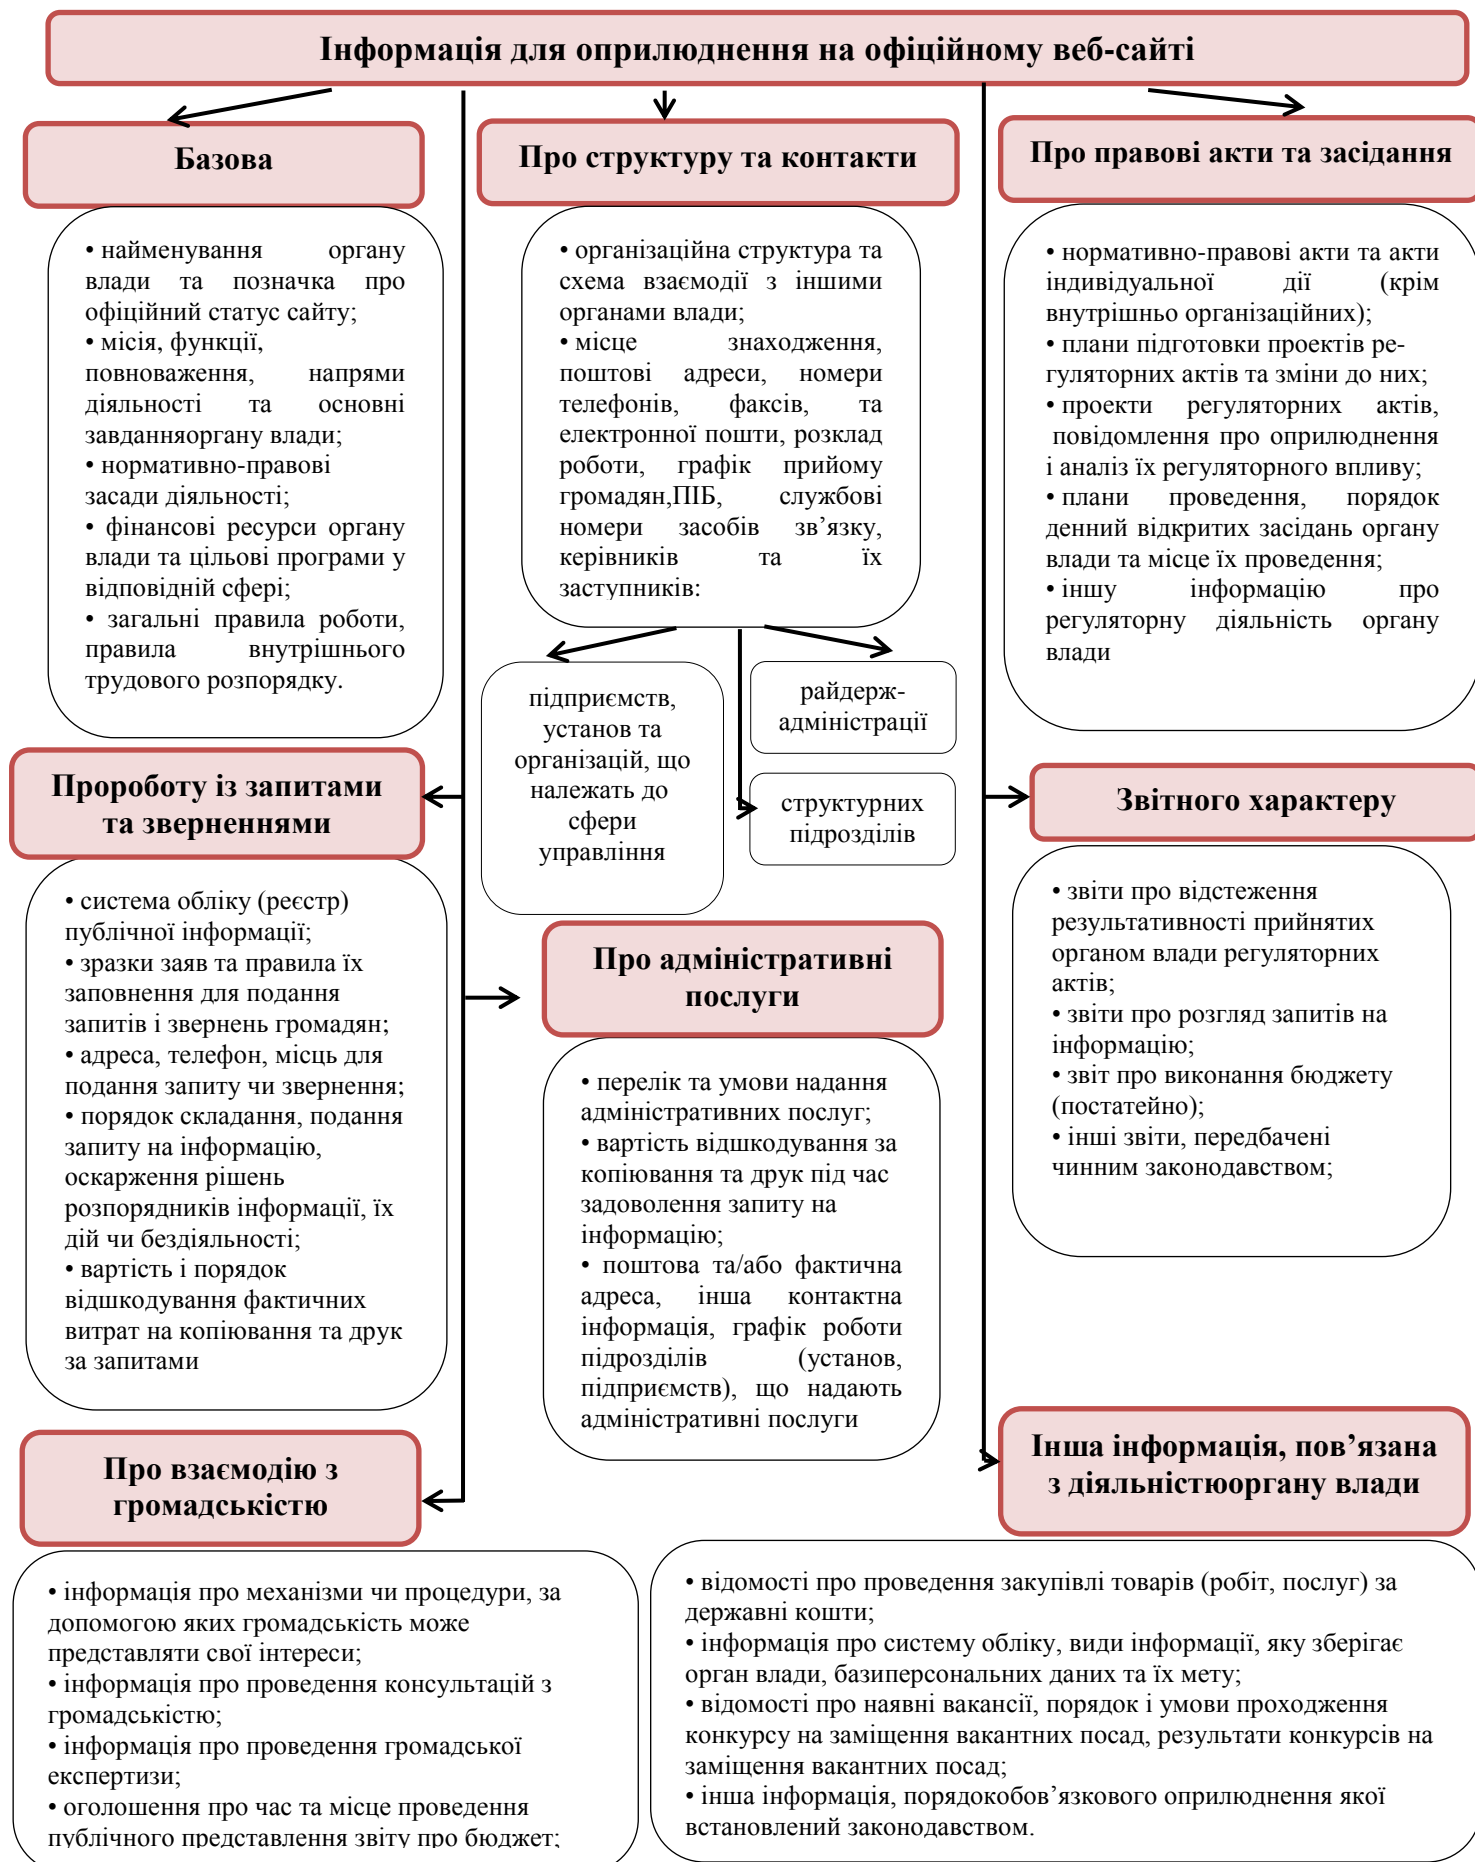 Інформація для оприлюднення на офіційному веб-сайті
Базова
• найменування органу
влади та позначка про
офіційний статус сайту;
• місія, функції,
повноваження, напрями
діяльності та основні
завданняоргану влади;
• нормативно-правові
засади діяльності;
• фінансові ресурси органу
влади та цільові програми у
відповідній сфері;
• загальні правила роботи,
правила внутрішнього
трудового розпорядку.
Про структуру та контакти
• організаційна структура та
схема взаємодії з іншими
органами влади;
• місце знаходження,
поштові адреси, номери
телефонів, факсів, та
електронної пошти, розклад
роботи, графік прийому
громадян,ПІБ, службові
номери засобів зв’язку,
керівників та їх
заступників:
підприємств,
установ та
організацій, що
належать до
сфери
управління
райдерж-
адміністрації
структурних
підрозділів
Про правові акти та засідання
• нормативно-правові акти та акти
індивідуальної дії (крім
внутрішньо організаційних);
• плани підготовки проектів ре-
гуляторних актів та зміни до них;
• проекти регуляторних актів,
повідомлення про оприлюднення
і аналіз їх регуляторного впливу;
• плани проведення, порядок
денний відкритих засідань органу
влади та місце їх проведення;
• іншу інформацію про
регуляторну діяльність органу
влади
Пророботу із запитами
та зверненнями
• система обліку (реєстр)
публічної інформації;
• зразки заяв та правила їх
заповнення для подання
запитів і звернень громадян;
• адреса, телефон, місць для
подання запиту чи звернення;
• порядок складання, подання
запиту на інформацію,
оскарження рішень
розпорядників інформації, їх
дій чи бездіяльності;
• вартість і порядок
відшкодування фактичних
витрат на копіювання та друк
за запитами
Про адміністративні
послуги
• перелік та умови надання
адміністративних послуг;
• вартість відшкодування за
копіювання та друк під час
задоволення запиту на
інформацію;
• поштова та/або фактична
адреса, інша контактна
інформація, графік роботи
підрозділів (установ,
підприємств), що надають
адміністративні послуги
Звітного характеру
• звіти про відстеження
результативності прийнятих
органом влади регуляторних
актів;
• звіти про розгляд запитів на
інформацію;
• звіт про виконання бюджету
(постатейно);
• інші звіти, передбачені
чинним законодавством;
Про взаємодію з
громадськістю
• інформація про механізми чи процедури, за
допомогою яких громадськість може
представляти свої інтереси;
• інформація про проведення консультацій з
громадськістю;
• інформація про проведення громадської
експертизи;
• оголошення про час та місце проведення
публічного представлення звіту про бюджет;
Інша інформація, пов’язана
з діяльністюоргану влади
• відомості про проведення закупівлі товарів (робіт, послуг) за
державні кошти;
• інформація про систему обліку, види інформації, яку зберігає
орган влади, базиперсональних даних та їх мету;
• відомості про наявні вакансії, порядок і умови проходження
конкурсу на заміщення вакантних посад, результати конкурсів на
заміщення вакантних посад;
• інша інформація, порядокобов’язкового оприлюднення якої
встановлений законодавством.